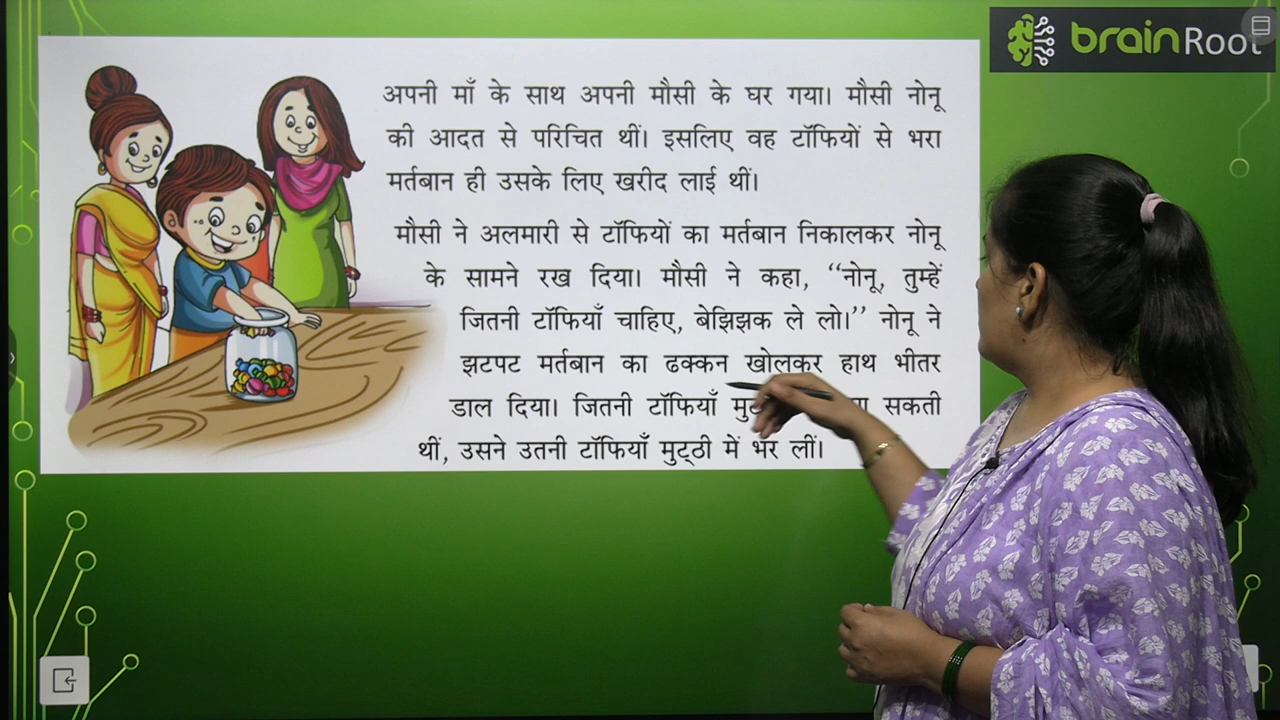 brainRoot
अपनी माँ के साथ अपनी मौसी के घर गया। मौसी नोनू
की आदत से परिचित थीं। इसलिए वह टॉफियों से भरा
मर्तबान ही उसके लिए खरीद लाई थीं।
मौसी ने अलमारी से टॉफियों का मर्तबान निकालकर नोनू
के सामने रख दिया। मौसी ने कहा, “नोनू, तुम्हें
जितनी टॉफियाँ चाहिए, बेझिझक ले लो।” नोनू ने
झटपट मर्तबान का ढक्कन खोलकर हाथ भीतर
डाल दिया। जितनी टॉफियाँ सकती
थीं, उसने उतनी टॉफियाँ मुट्ठी में भर लीं।